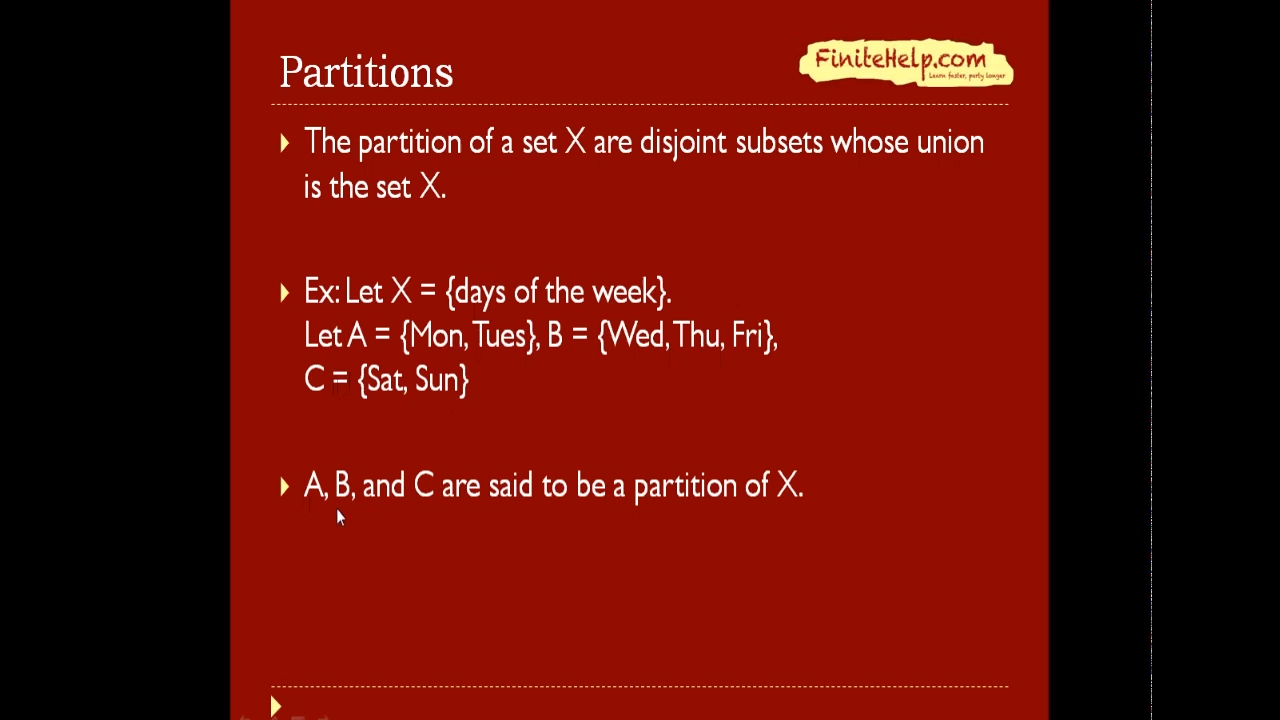 Partitions
FiniteHelp.com
Learn faster, party longer
The partition of a set X are disjoint subsets whose union
is the set X.
Ex: Let X = {days of the week}.
Let A = {Mon, Tues}, B = {Wed, Thu, Fri},
C = {Sat, Sun}
A, B, and C are said to be a partition of X.